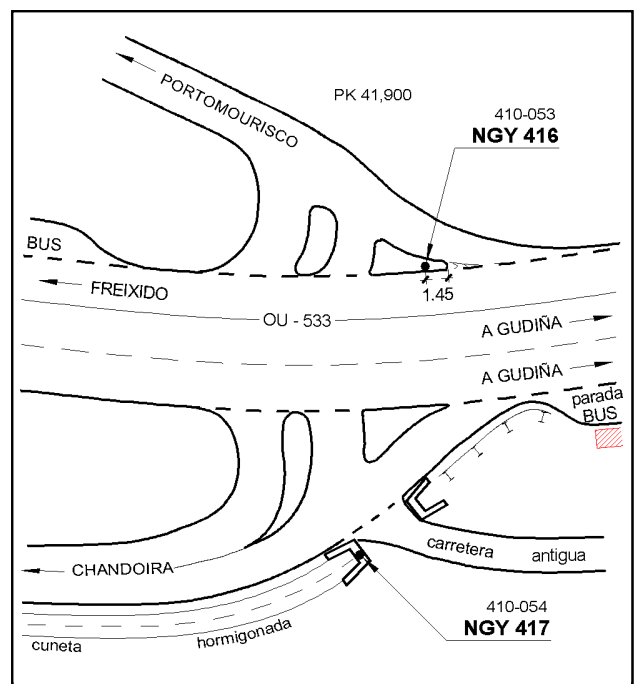 PORTOMOURISCO
PK 41,900
410-053
NGY 416
BUS
FREIXIDO
1.45
OU - 533
A GUDIÑA
A GUDIÑA
parada
BUS
CHANDOIRA
carretera antigua
410-054
NGY 417
cuneta hormigonada